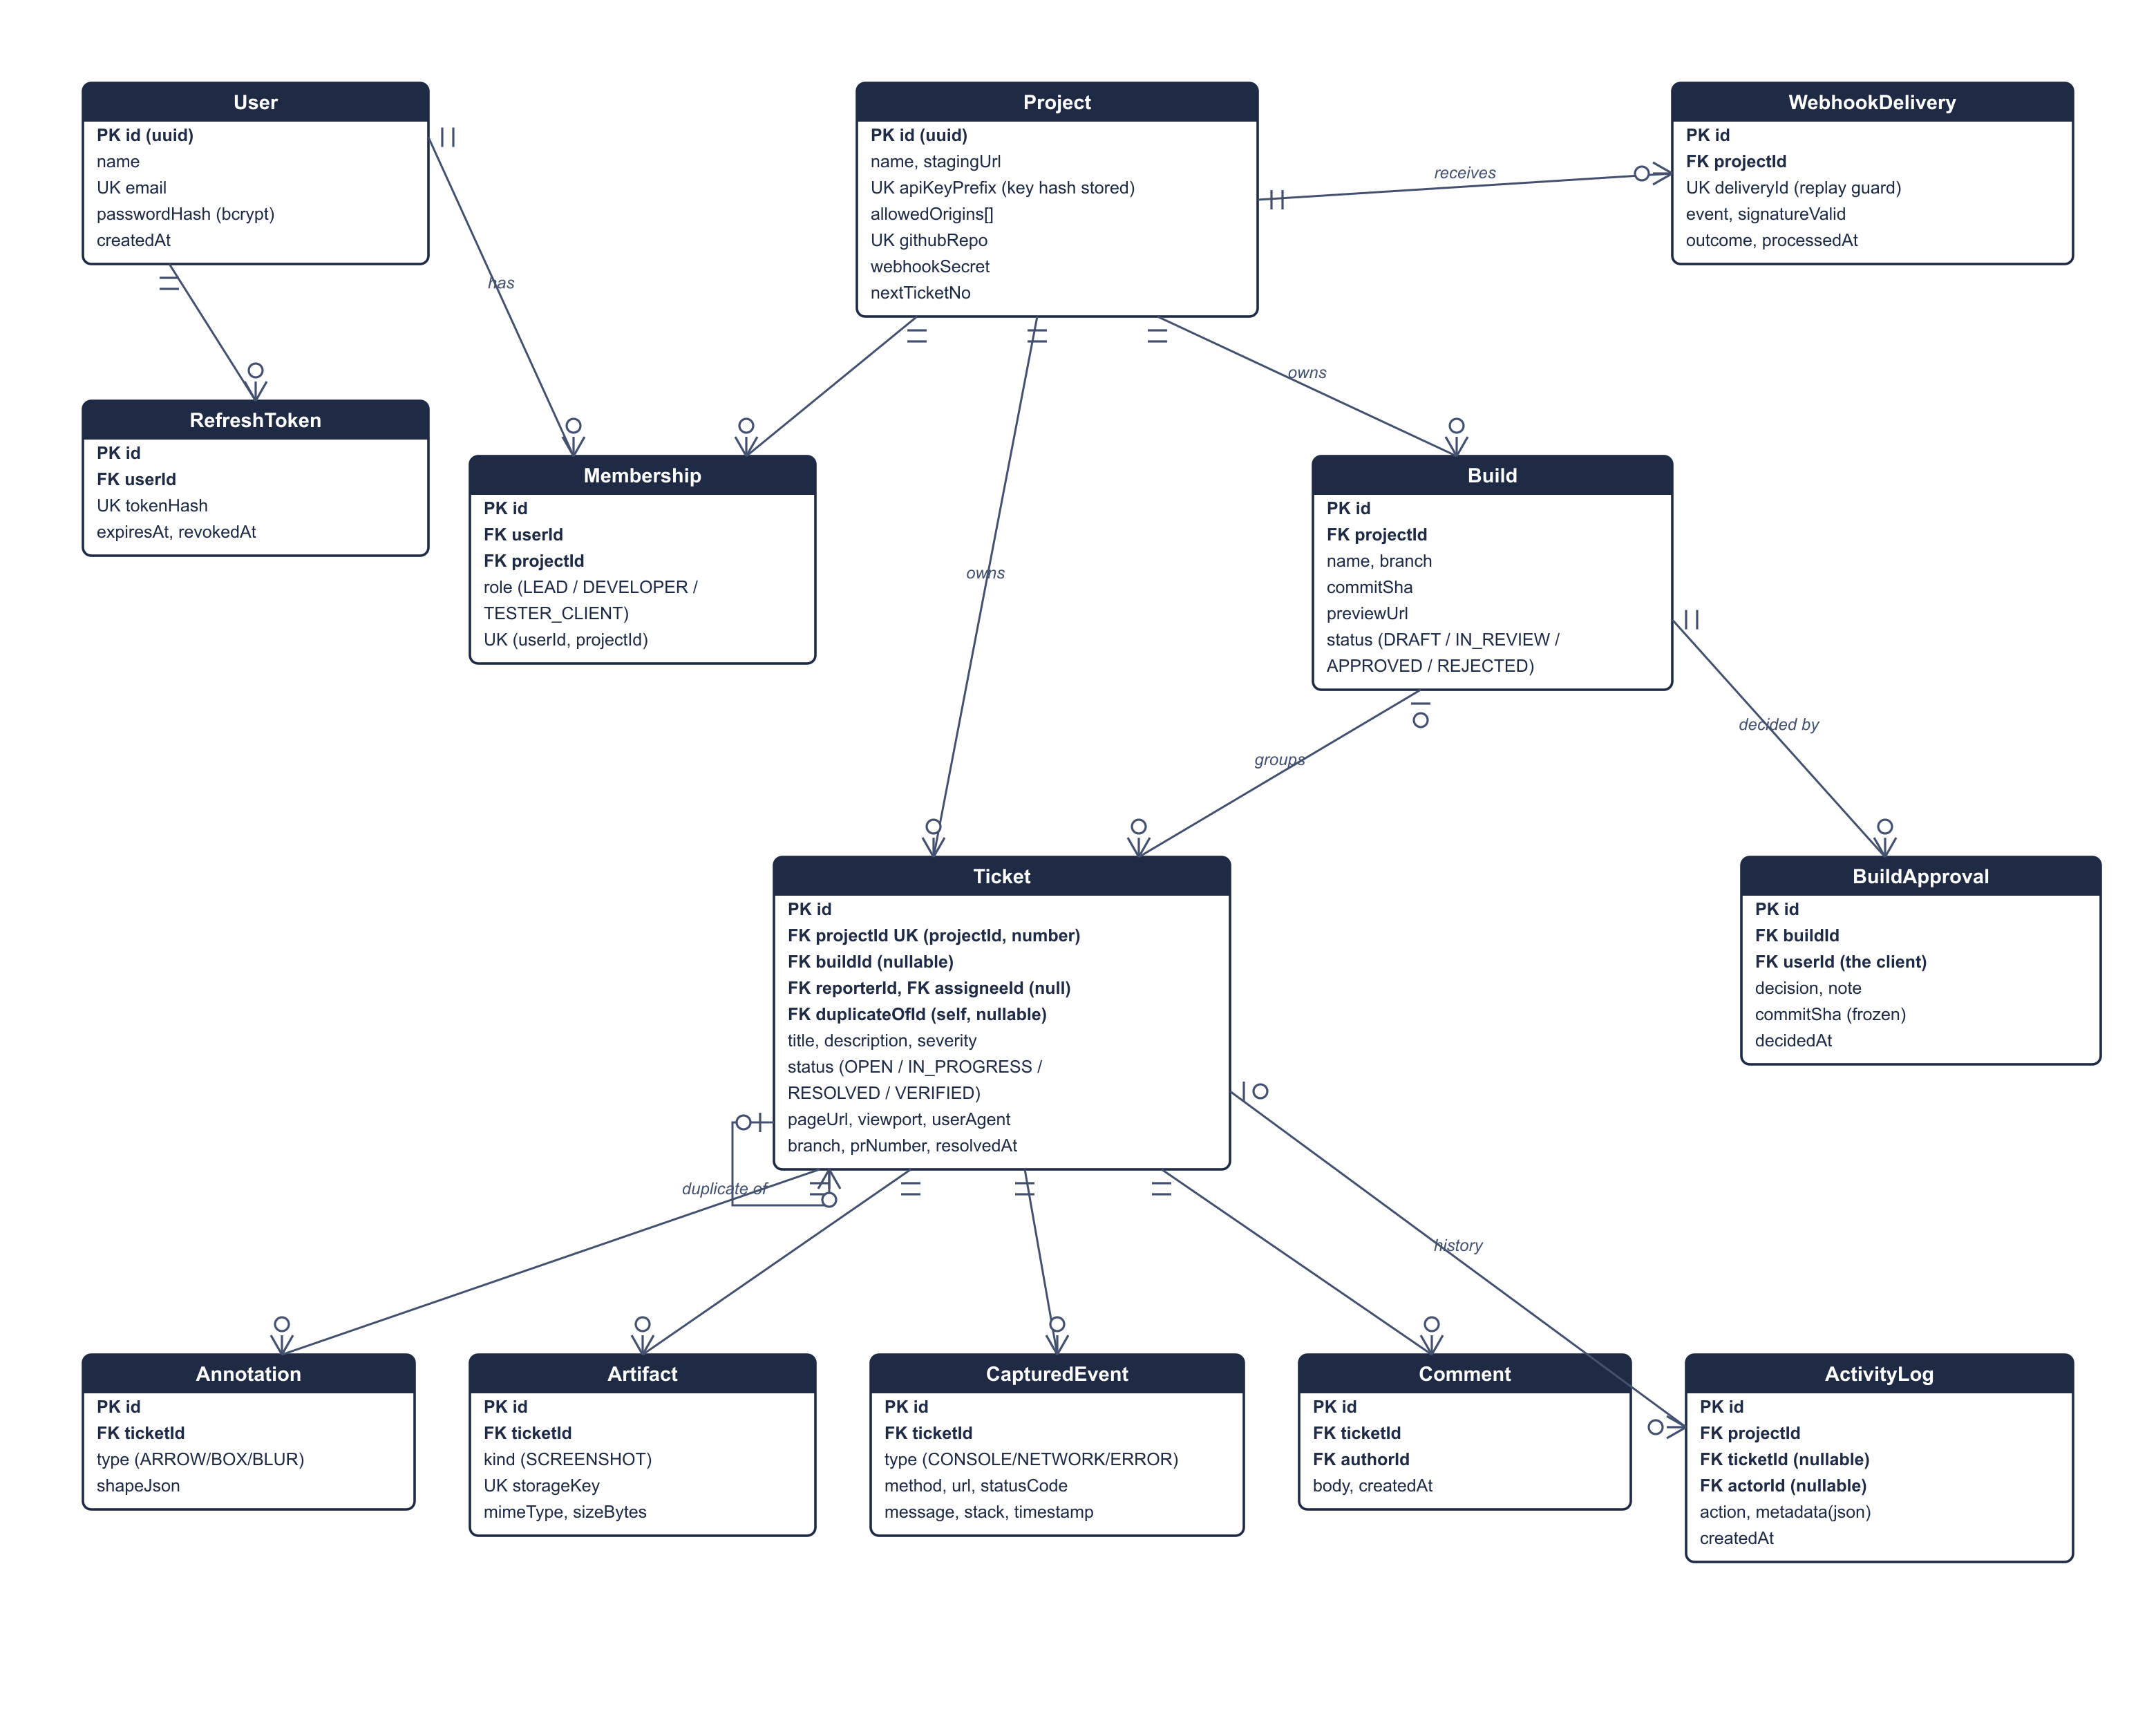 User
PK id (uuid)
name
UK email
passwordHash (bcrypt)
createdAt
Project
PK id (uuid)
name, stagingUrl
UK apiKeyPrefix (key hash stored)
allowedOrigins[]
UK githubRepo
webhookSecret
nextTicketNo
WebhookDelivery
PK id
FK projectId
UK deliveryId (replay guard)
event, signatureValid
outcome, processedAt
receives
has
owns
RefreshToken
PK id
FK userId
UK tokenHash
expiresAt, revokedAt
Membership
PK id
FK userId
FK projectId
role (LEAD / DEVELOPER /
TESTER_CLIENT)
UK (userId, projectId)
owns
Build
PK id
FK projectId
name, branch
commitSha
previewUrl
status (DRAFT / IN_REVIEW /
APPROVED / REJECTED)
decided by
groups
Ticket
PK id
FK projectId UK (projectId, number)
FK buildId (nullable)
FK reporterId, FK assigneeId (null)
FK duplicateOfId (self, nullable)
title, description, severity
status (OPEN / IN_PROGRESS /
RESOLVED / VERIFIED)
pageUrl, viewport, userAgent
branch, prNumber, resolvedAt
BuildApproval
PK id
FK buildId
FK userId (the client)
decision, note
commitSha (frozen)
decidedAt
duplicate of
history
Annotation
PK id
FK ticketId
type (ARROW/BOX/BLUR)
shapeJson
Artifact
PK id
FK ticketId
kind (SCREENSHOT)
UK storageKey
mimeType, sizeBytes
CapturedEvent
PK id
FK ticketId
type (CONSOLE/NETWORK/ERROR)
method, url, statusCode
message, stack, timestamp
Comment
PK id
FK ticketId
FK authorId
body, createdAt
ActivityLog
PK id
FK projectId
FK ticketId (nullable)
FK actorId (nullable)
action, metadata(json)
createdAt